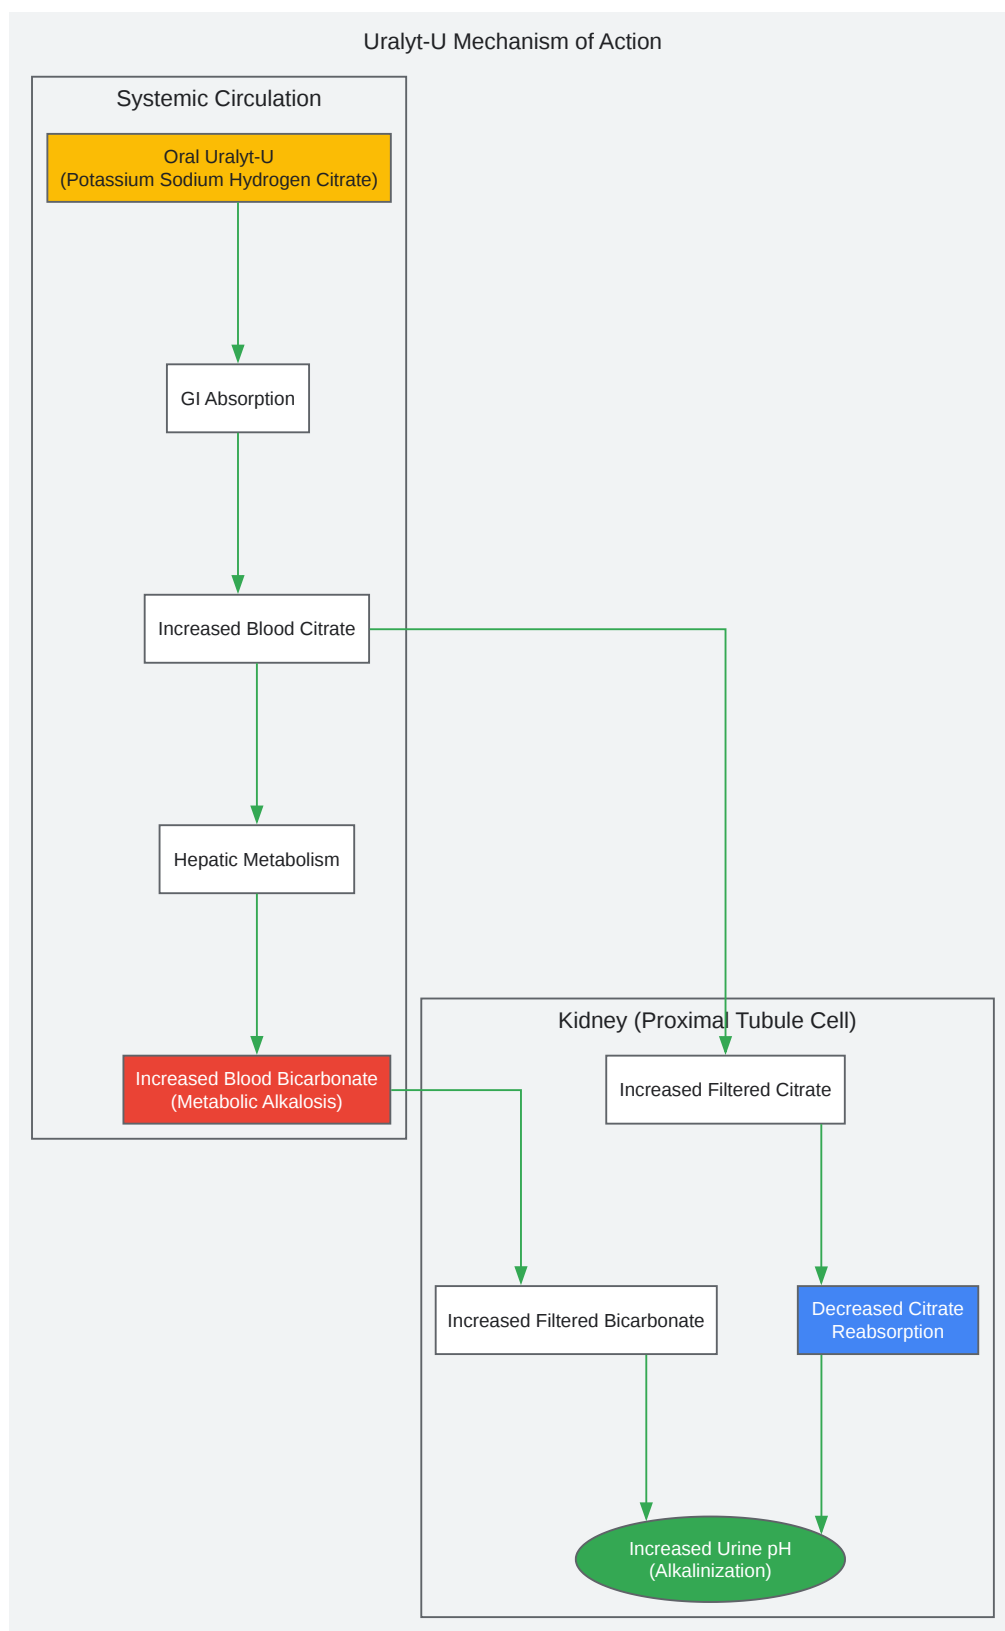 Uralyt-U Mechanism of Action
Systemic Circulation
Oral Uralyt-U
(Potassium Sodium Hydrogen Citrate)
GI Absorption
Increased Blood Citrate
Hepatic Metabolism
Increased Blood Bicarbonate
(Metabolic Alkalosis)
Kidney (Proximal Tubule Cell)
Increased Filtered Citrate
Increased Filtered Bicarbonate
Decreased Citrate
Reabsorption
Increased Urine pH
(Alkalinization)